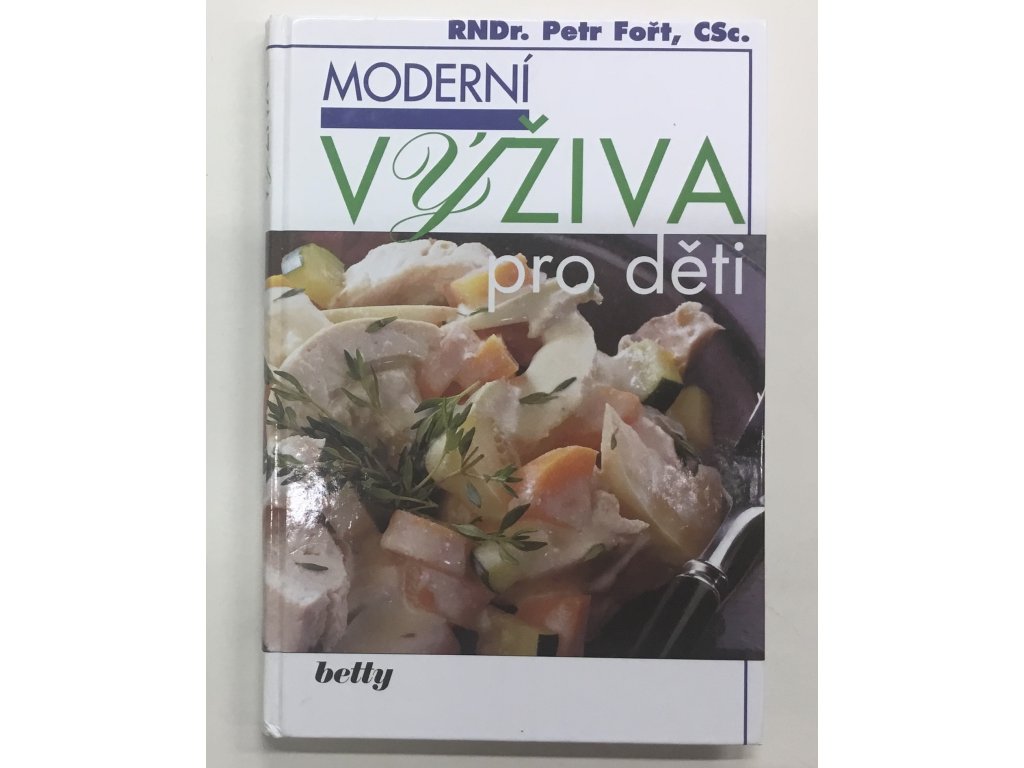 RNDr. Petr Fořt, CSc.
MODERNÍ
VÝŽIVA
pro děti
betty